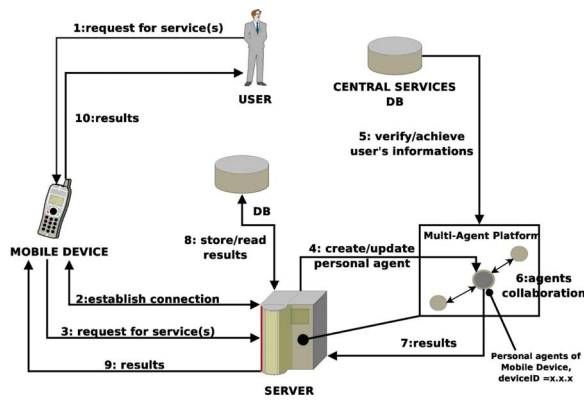 1:request for service(s)
USER
10:results
CENTRAL SERVICES
DB
5: verify/achieve
user's informations
DB
MOBILE DEVICE
8: store/read
results
4: create/update
personal agent
Multi-Agent Platform
6:agents
collaboration
2:establish connection
3: request for service(s)
9: results
7:results
SERVER
Personal agents of
Mobile Device,
deviceID =x.x.x